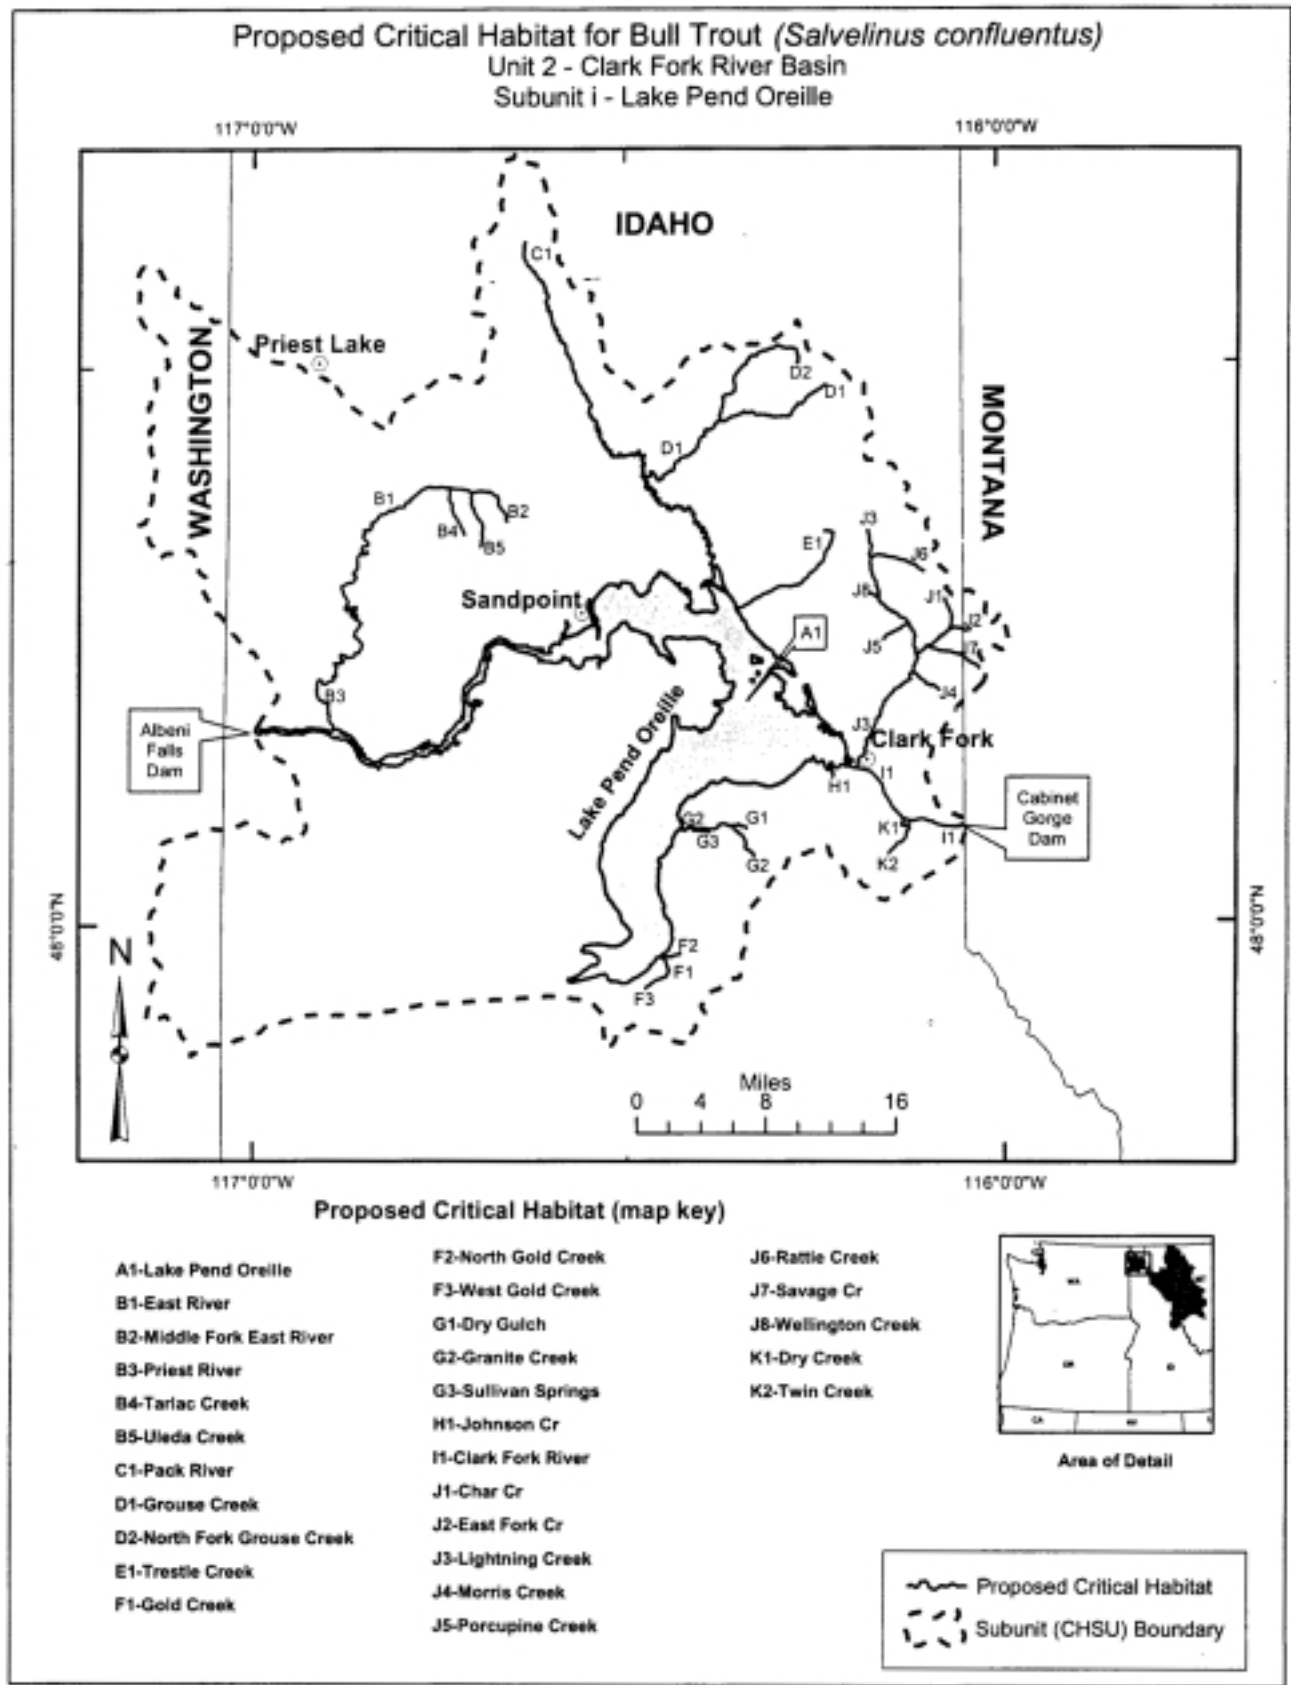 Proposed Critical Habitat for Bull Trout (Salvelinus confluentus)
Unit 2 - Clark Fork River Basin
Subunit i - Lake Pend Oreille
117°0'0"W
116°0'0"W
IDAHO
C1
Priest Lake
WASHINGTON
MONTANA
D2
D1
D1
B1
B2
B4
B5
E1
J3
J6
J8
J1
J2
J7
J5
J4
Sandpoint
A1
B3
J3
Lake Pend Oreille
Albeni
Falls
Dam
Clark Fork
H1
I1
Cabinet
Gorge
Dam
G2
G1
G3
G2
K1
I1
K2
48°0'0"N
48°0'0"N
N
F2
F1
F3
Miles
0 4 8 16
117°0'0"W
116°0'0"W
Proposed Critical Habitat (map key)
A1-Lake Pend Oreille
B1-East River
B2-Middle Fork East River
B3-Priest River
B4-Tarlac Creek
B5-Uleda Creek
C1-Pack River
D1-Grouse Creek
D2-North Fork Grouse Creek
E1-Trestle Creek
F1-Gold Creek
F2-North Gold Creek
F3-West Gold Creek
G1-Dry Gulch
G2-Granite Creek
G3-Sullivan Springs
H1-Johnson Cr
I1-Clark Fork River
J1-Char Cr
J2-East Fork Cr
J3-Lightning Creek
J4-Morris Creek
J5-Porcupine Creek
J6-Rattle Creek
J7-Savage Cr
J8-Wellington Creek
K1-Dry Creek
K2-Twin Creek
WA
OR
ID
CA
NV
Area of Detail
Proposed Critical Habitat
Subunit (CHSU) Boundary